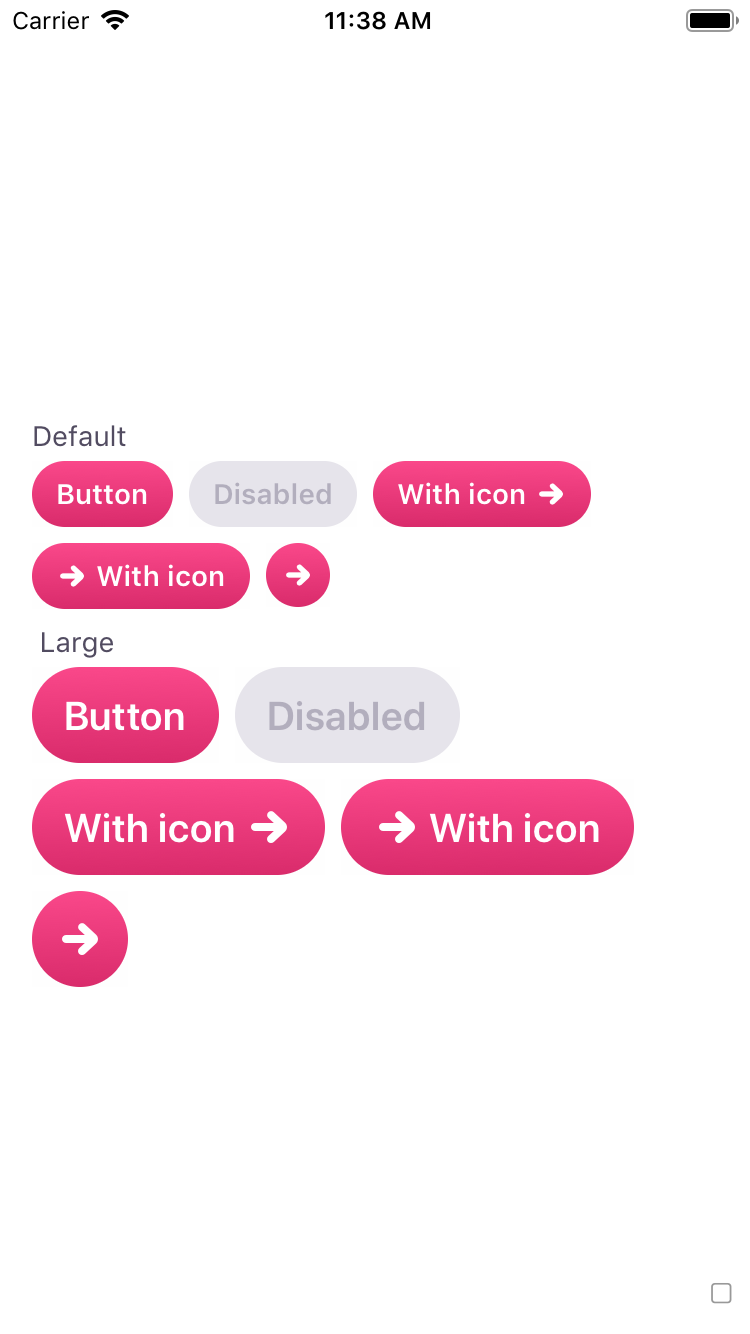 Carrier 11:38 AM
Default
Button Disabled With icon
With icon
Large
Button Disabled
With icon With icon